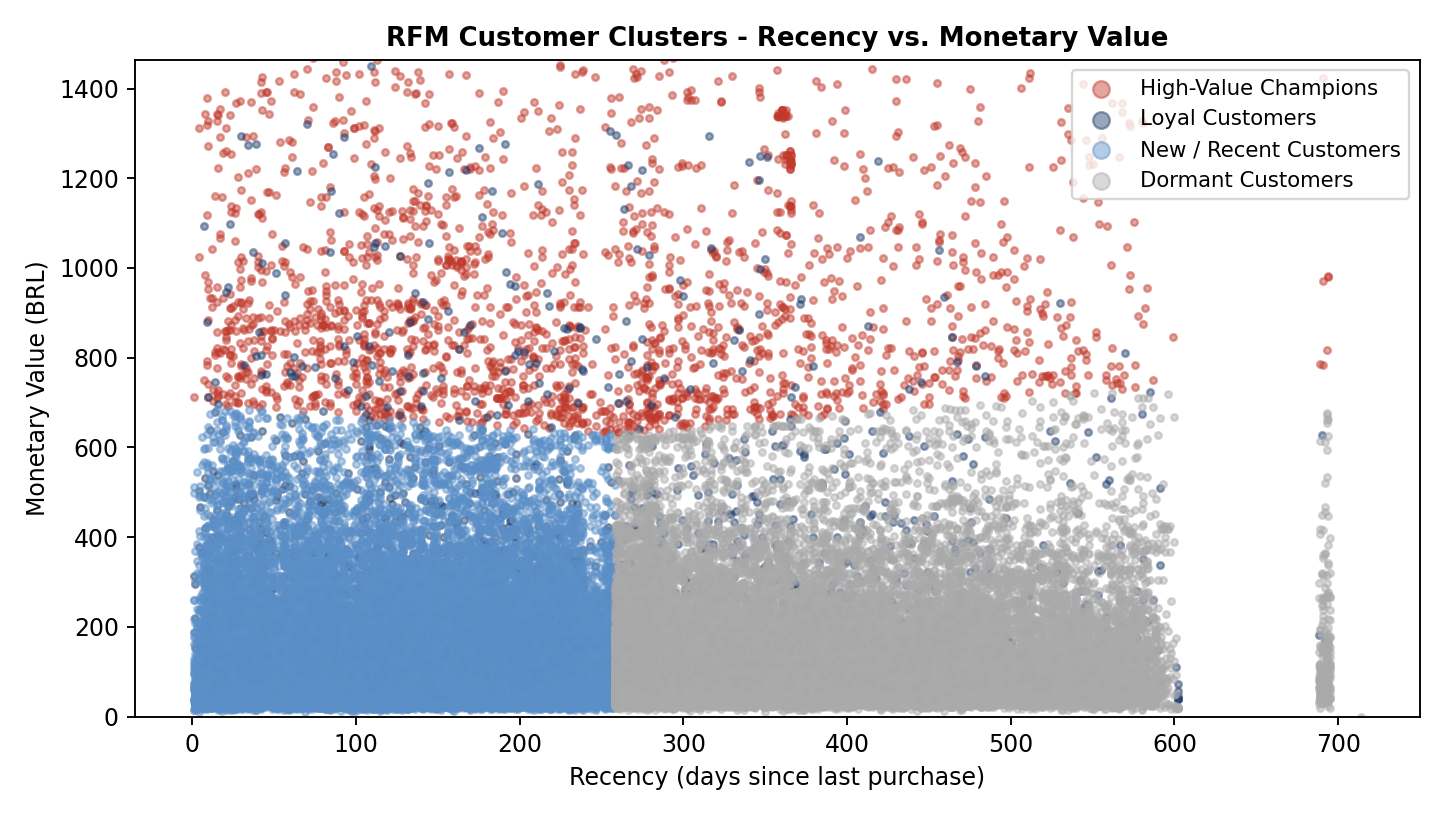 RFM Customer Clusters - Recency vs. Monetary Value
Monetary Value (BRL)
1400
1200
1000
800
600
400
200
0
High-Value Champions
Loyal Customers
New / Recent Customers
Dormant Customers
0 100 200 300 400 500 600 700
Recency (days since last purchase)